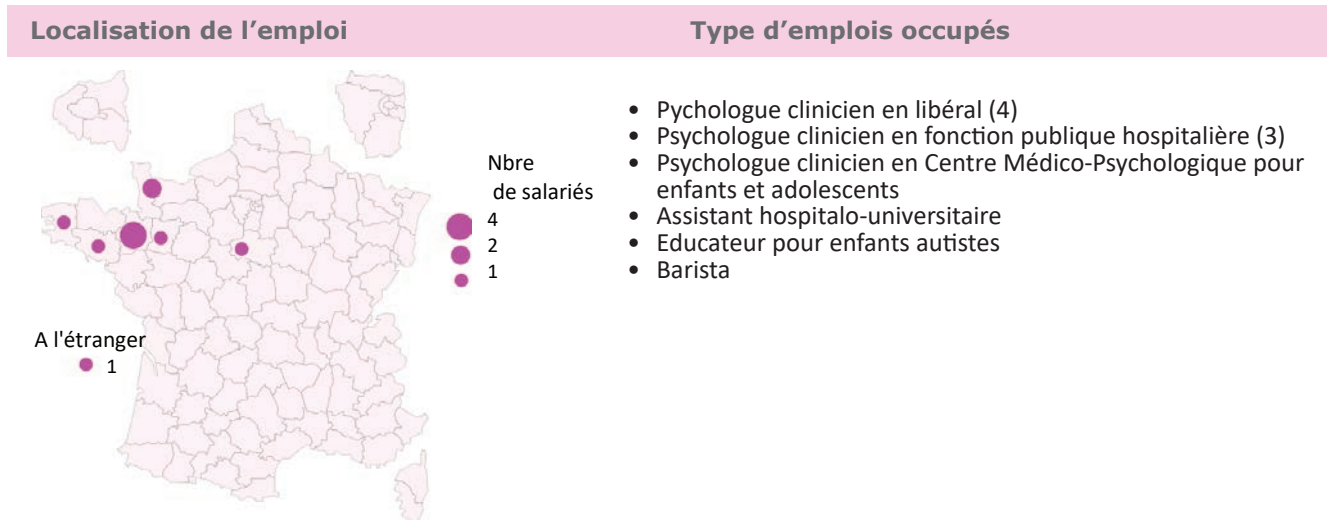 Localisation de l’emploi
Type d’emplois occupés
Nbre
de salariés
4
2
1
A l'étranger
1
• Pychologue clinicien en libéral (4)
• Psychologue clinicien en fonction publique hospitalière (3)
• Psychologue clinicien en Centre Médico-Psychologique pour
enfants et adolescents
• Assistant hospitalo-universitaire
• Educateur pour enfants autistes
• Barista